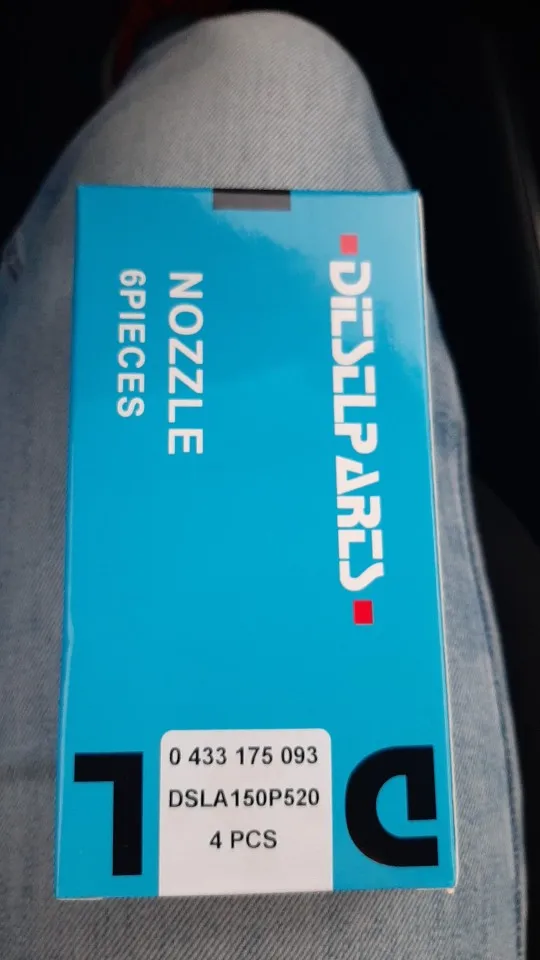 DIESELPARTS
NOZZLE
6PIECES
0 433 175 093
DSLA150P520
4 PCS
D
L